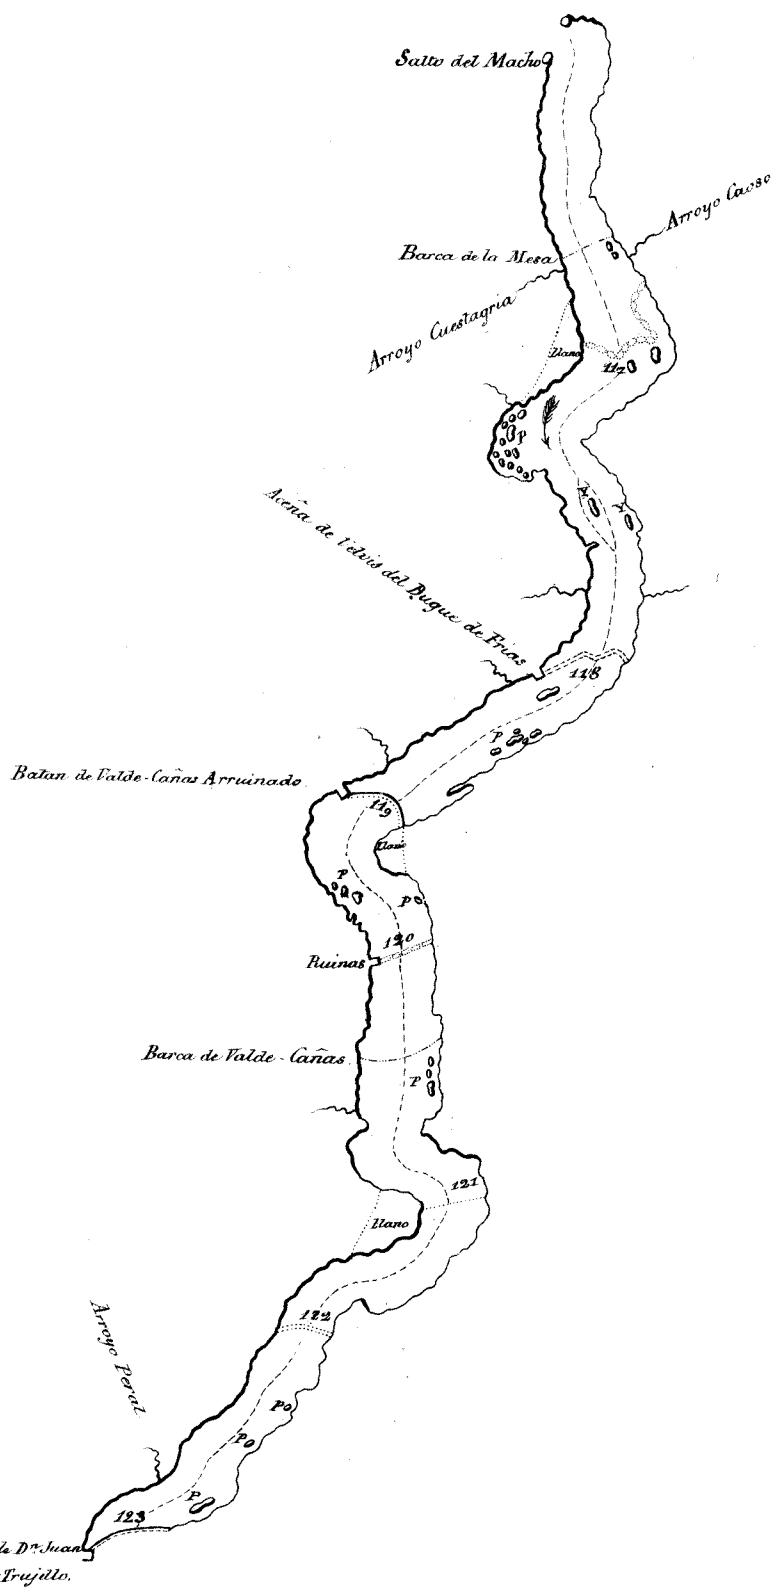 Salto del Macho
Arroyo Caoso
Barca de la Mesa
Arroyo Cuestagria
Llano
117
P
P
P
Aceña de Velvis del Duque de Frias
118
P
Batan de Valde-Cañas Arruinado
119
Llano
P
P
120
Ruinas
Barca de Valde-Cañas
P
121
Llano
122
Arroyo Peral
P
P
P
123
de Dn. Juan
Trujillo.